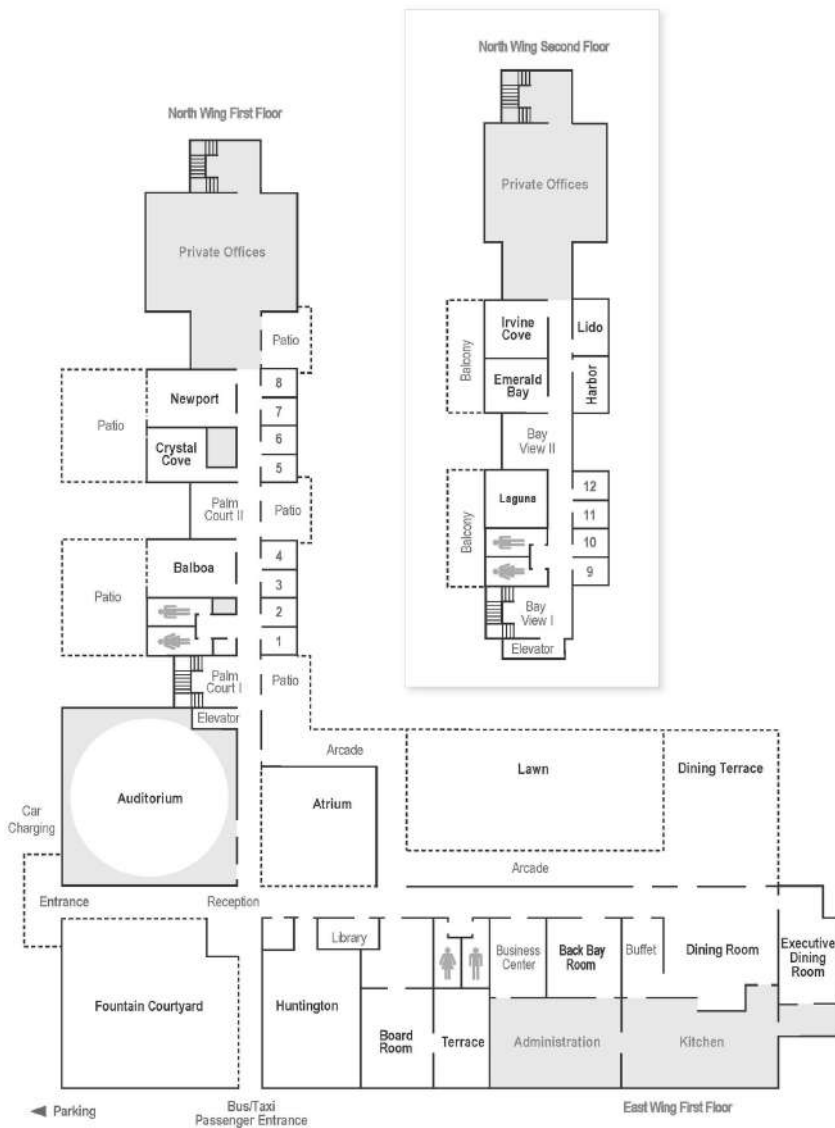 North Wing Second Floor
Private Offices
Irvine
Cove
Lido
Balcony
Emerald
Bay
Harbor
Bay
View II
Laguna
12
11
Balcony
10
9
Bay
View I
Elevator
North Wing First Floor
Private Offices
Patio
8
Newport
7
Patio
6
Crystal
Cove
5
Palm
Court II
Patio
4
Balboa
3
Patio
2
1
Palm
Court I
Patio
Elevator
Arcade
Lawn
Dining Terrace
Auditorium
Atrium
Car
Charging
Arcade
Entrance
Reception
Library
Business
Center
Back Bay
Room
Buffet
Dining Room
Executive
Dining
Room
Fountain Courtyard
Huntington
Board
Room
Terrace
Administration
Kitchen
Parking
Bus/Taxi
Passenger Entrance
East Wing First Floor